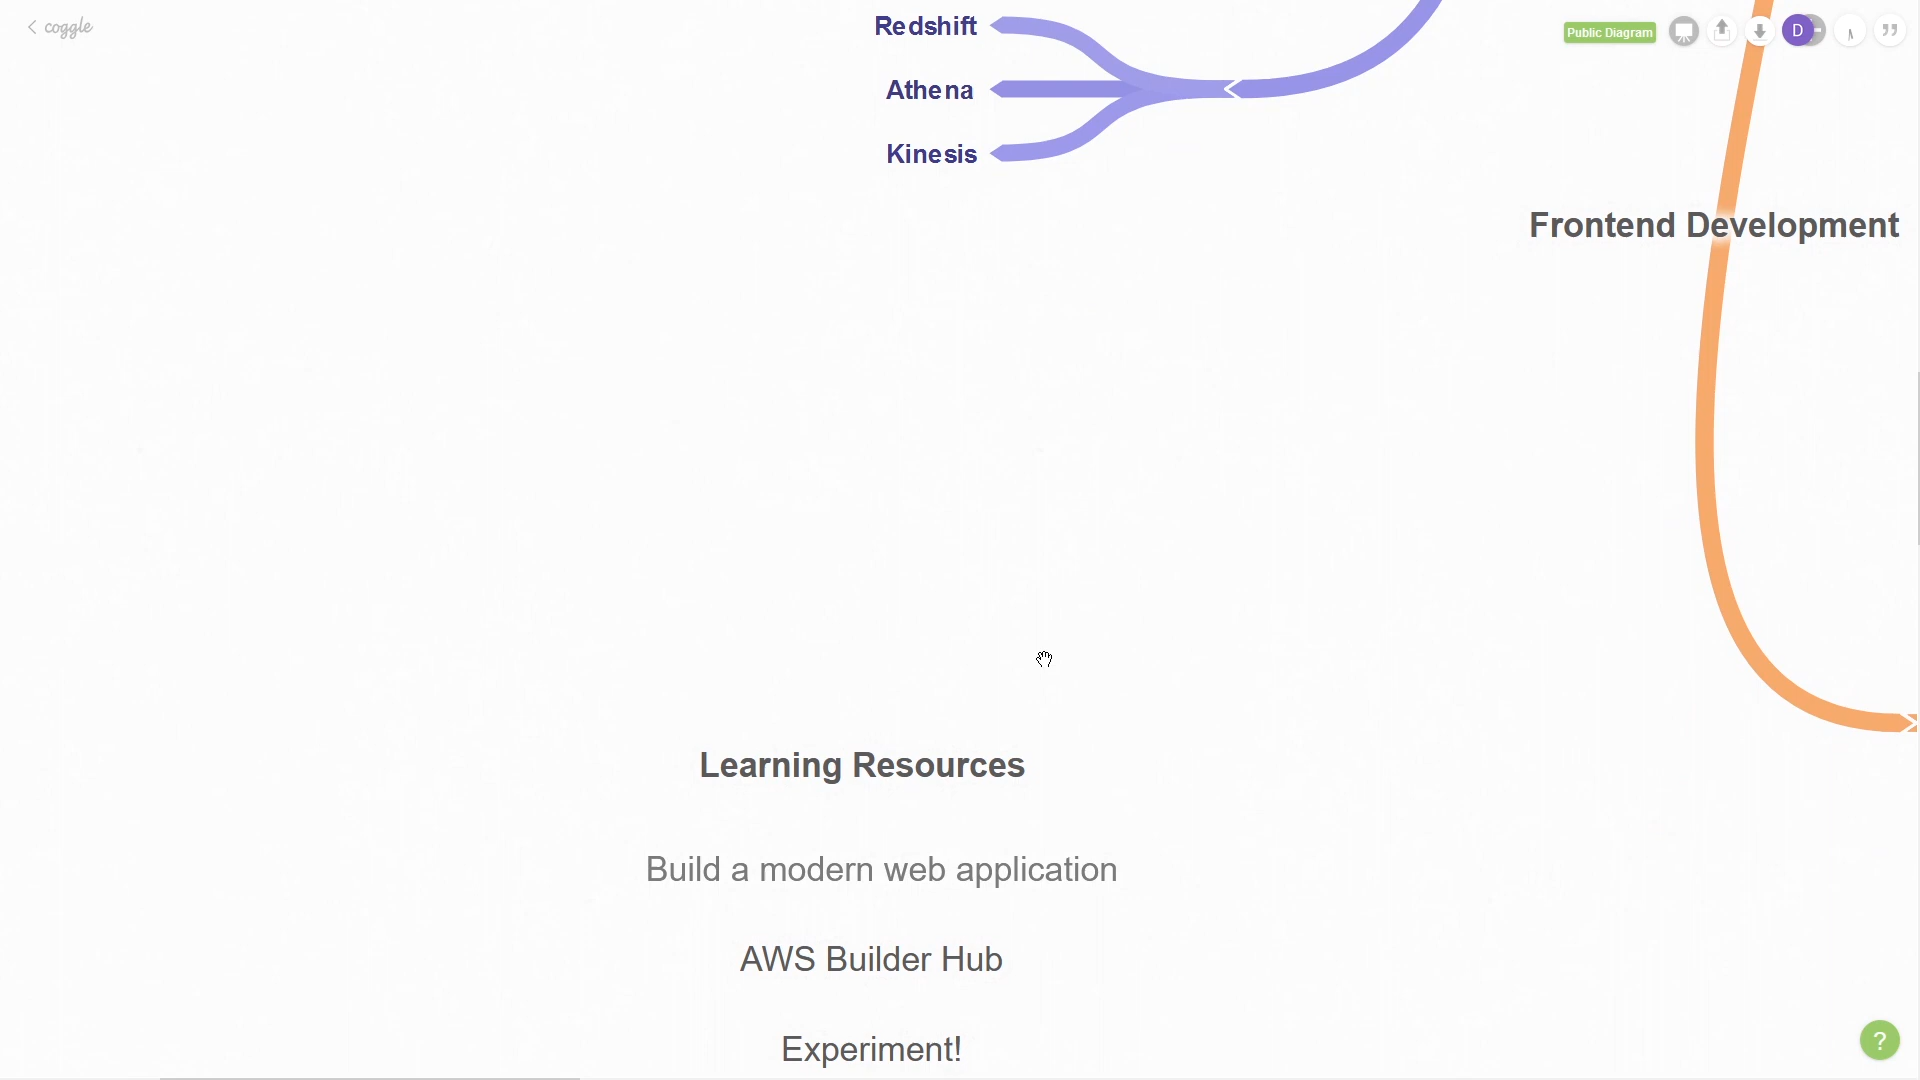 coggle
Redshift
Public Diagram
D
Athena
Kinesis
Frontend Development
Learning Resources
Build a modern web application
AWS Builder Hub
Experiment!
?